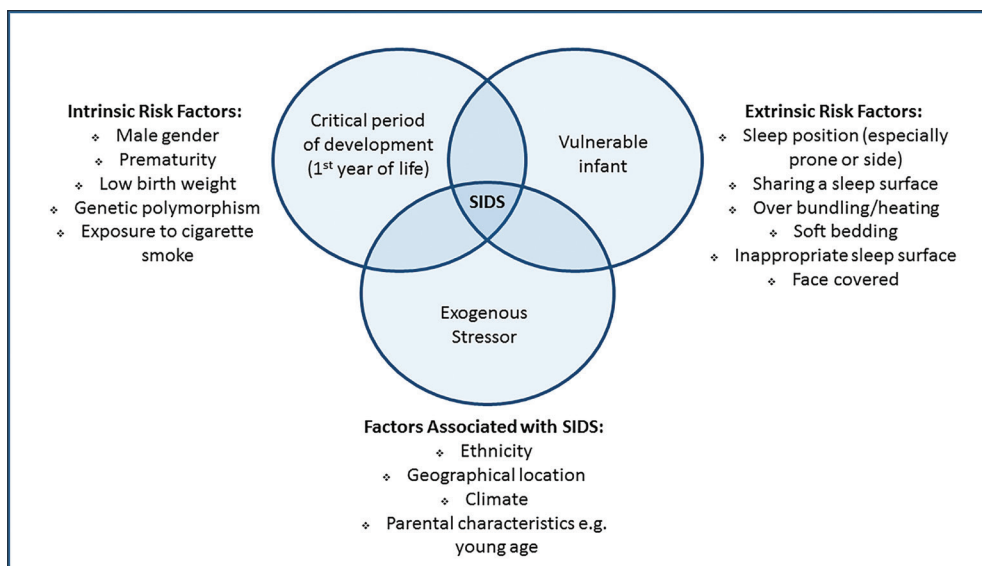 Intrinsic Risk Factors:
❖ Male gender
❖ Prematurity
❖ Low birth weight
❖ Genetic polymorphism
❖ Exposure to cigarette
smoke
Critical period
of development
(1st year of life)
Vulnerable
infant
SIDS
Exogenous
Stressor
Extrinsic Risk Factors:
❖ Sleep position (especially
prone or side)
❖ Sharing a sleep surface
❖ Over bundling/heating
❖ Soft bedding
❖ Inappropriate sleep surface
❖ Face covered
Factors Associated with SIDS:
❖ Ethnicity
❖ Geographical location
❖ Climate
❖ Parental characteristics e.g.
young age